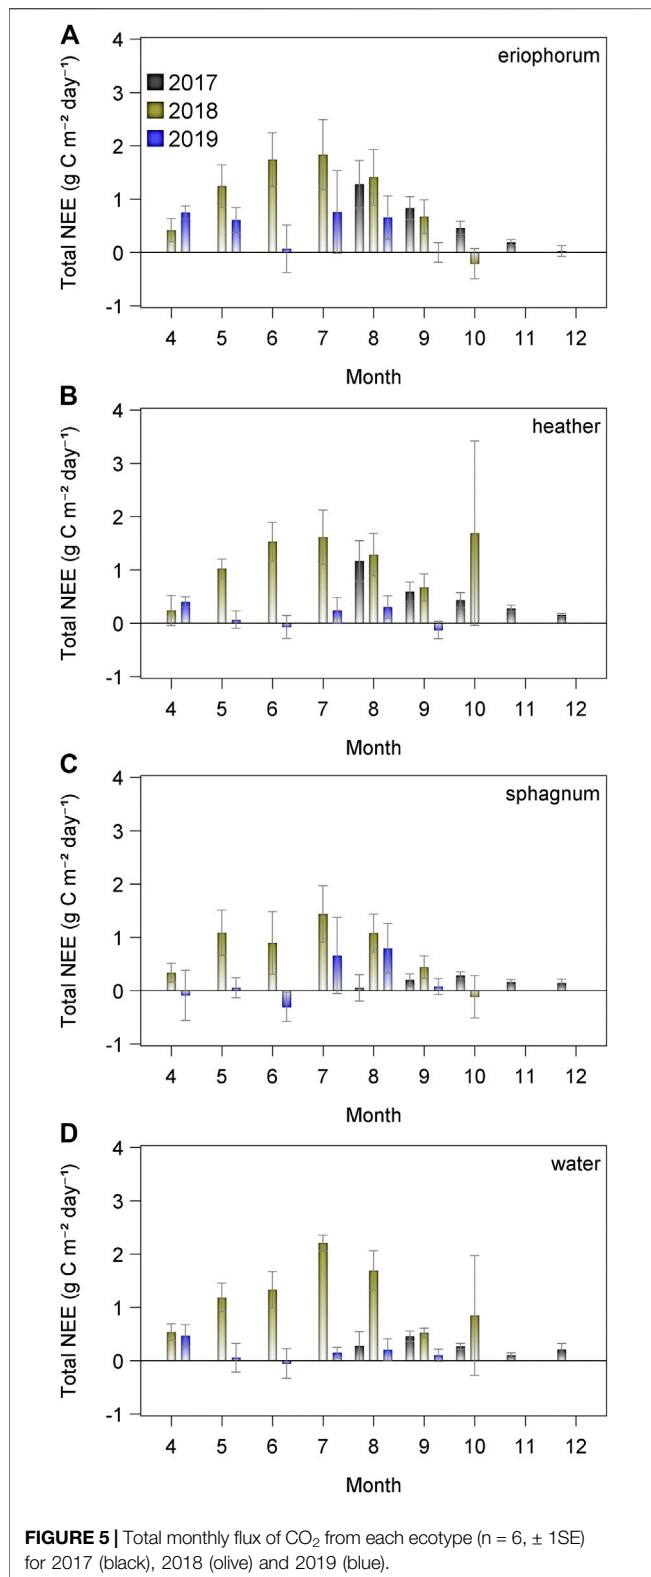 A
eriophorum
2017
2018
2019
Total NEE (g C m⁻² day⁻¹)
4
3
2
1
0
-1
4 5 6 7 8 9 10 11 12
Month
B
heather
Total NEE (g C m⁻² day⁻¹)
4
3
2
1
0
-1
4 5 6 7 8 9 10 11 12
Month
C
sphagnum
Total NEE (g C m⁻² day⁻¹)
4
3
2
1
0
-1
4 5 6 7 8 9 10 11 12
Month
D
water
Total NEE (g C m⁻² day⁻¹)
4
3
2
1
0
-1
4 5 6 7 8 9 10 11 12
Month
FIGURE 5 | Total monthly flux of CO₂ from each ecotype (n = 6, ± 1SE)
for 2017 (black), 2018 (olive) and 2019 (blue).